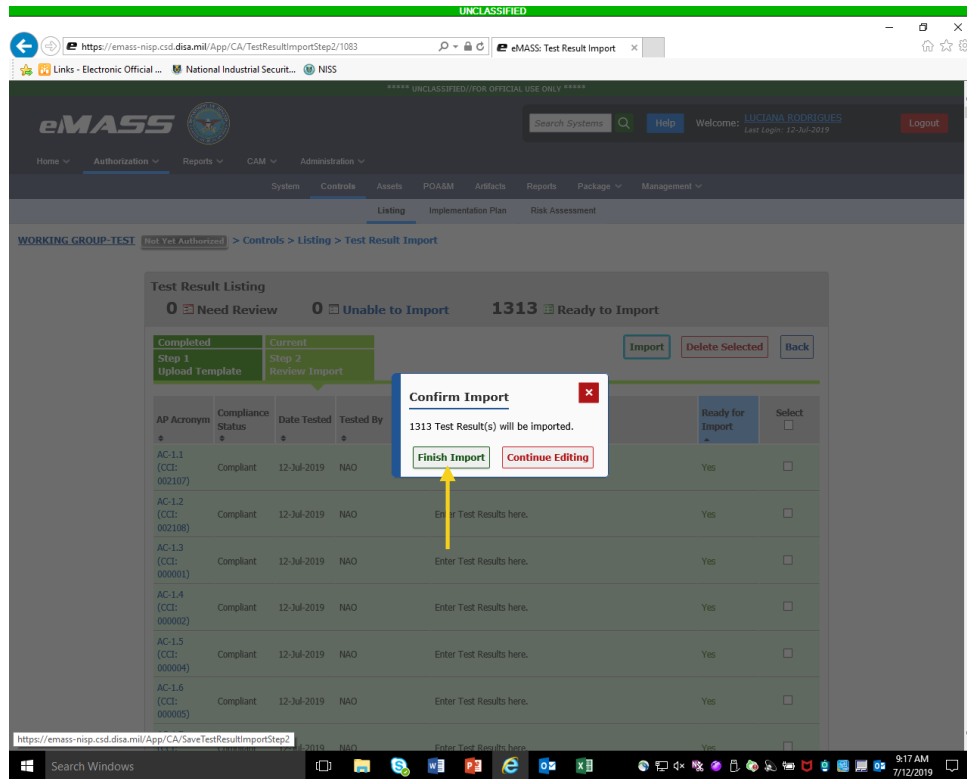 UNCLASSIFIED
https://emass-nisp.csd.disa.mil/App/CA/TestResultImportStep2/1083
eMASS: Test Result Import
Links - Electronic Official ... National Industrial Securit... NISS
***** UNCLASSIFIED//FOR OFFICIAL USE ONLY *****
eMASS
Search Systems
Help
Welcome: LUCIANA RODRIGUES
Last Login: 12-Jul-2019
Logout
Home Authorization Reports CAM Administration
System Controls Assets POA&M Artifacts Reports Package Management
Listing Implementation Plan Risk Assessment
WORKING GROUP-TEST Not Yet Authorized > Controls > Listing > Test Result Import
Test Result Listing
0 Need Review 0 Unable to Import 1313 Ready to Import
Completed
Step 1
Upload Template
Current
Step 2
Review Import
Import Delete Selected Back
Confirm Import
1313 Test Result(s) will be imported.
Finish Import Continue Editing
AP Acronym Compliance Status Date Tested Tested By Ready for Import Select
AC-1.1 (CCI: 002107) Compliant 12-Jul-2019 NAO Yes
AC-1.2 (CCI: 002108) Compliant 12-Jul-2019 NAO Enter Test Results here. Yes
AC-1.3 (CCI: 000001) Compliant 12-Jul-2019 NAO Enter Test Results here. Yes
AC-1.4 (CCI: 000002) Compliant 12-Jul-2019 NAO Enter Test Results here. Yes
AC-1.5 (CCI: 000004) Compliant 12-Jul-2019 NAO Enter Test Results here. Yes
AC-1.6 (CCI: 000005) Compliant 12-Jul-2019 NAO Enter Test Results here. Yes
12-Jul-2019 NAO Enter Test Results here. Yes
https://emass-nisp.csd.disa.mil/App/CA/SaveTestResultImportStep2
Search Windows
9:17 AM
7/12/2019